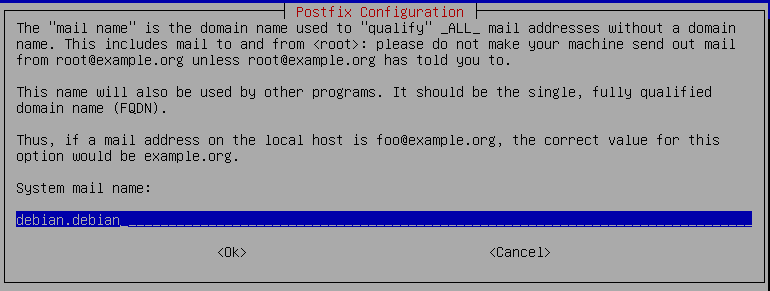 Postfix Configuration
The "mail name" is the domain name used to "qualify" _ALL_ mail addresses without a domain
name. This includes mail to and from <root>: please do not make your machine send out mail
from root@example.org unless root@example.org has told you to.
This name will also be used by other programs. It should be the single, fully qualified
domain name (FQDN).
Thus, if a mail address on the local host is foo@example.org, the correct value for this
option would be example.org.
System mail name:
debian.debian
<Ok> <Cancel>